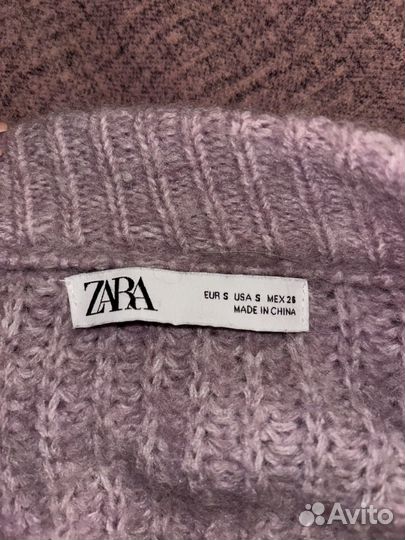 ZARA
EUR S USA S MEX 26
MADE IN CHINA
Avito